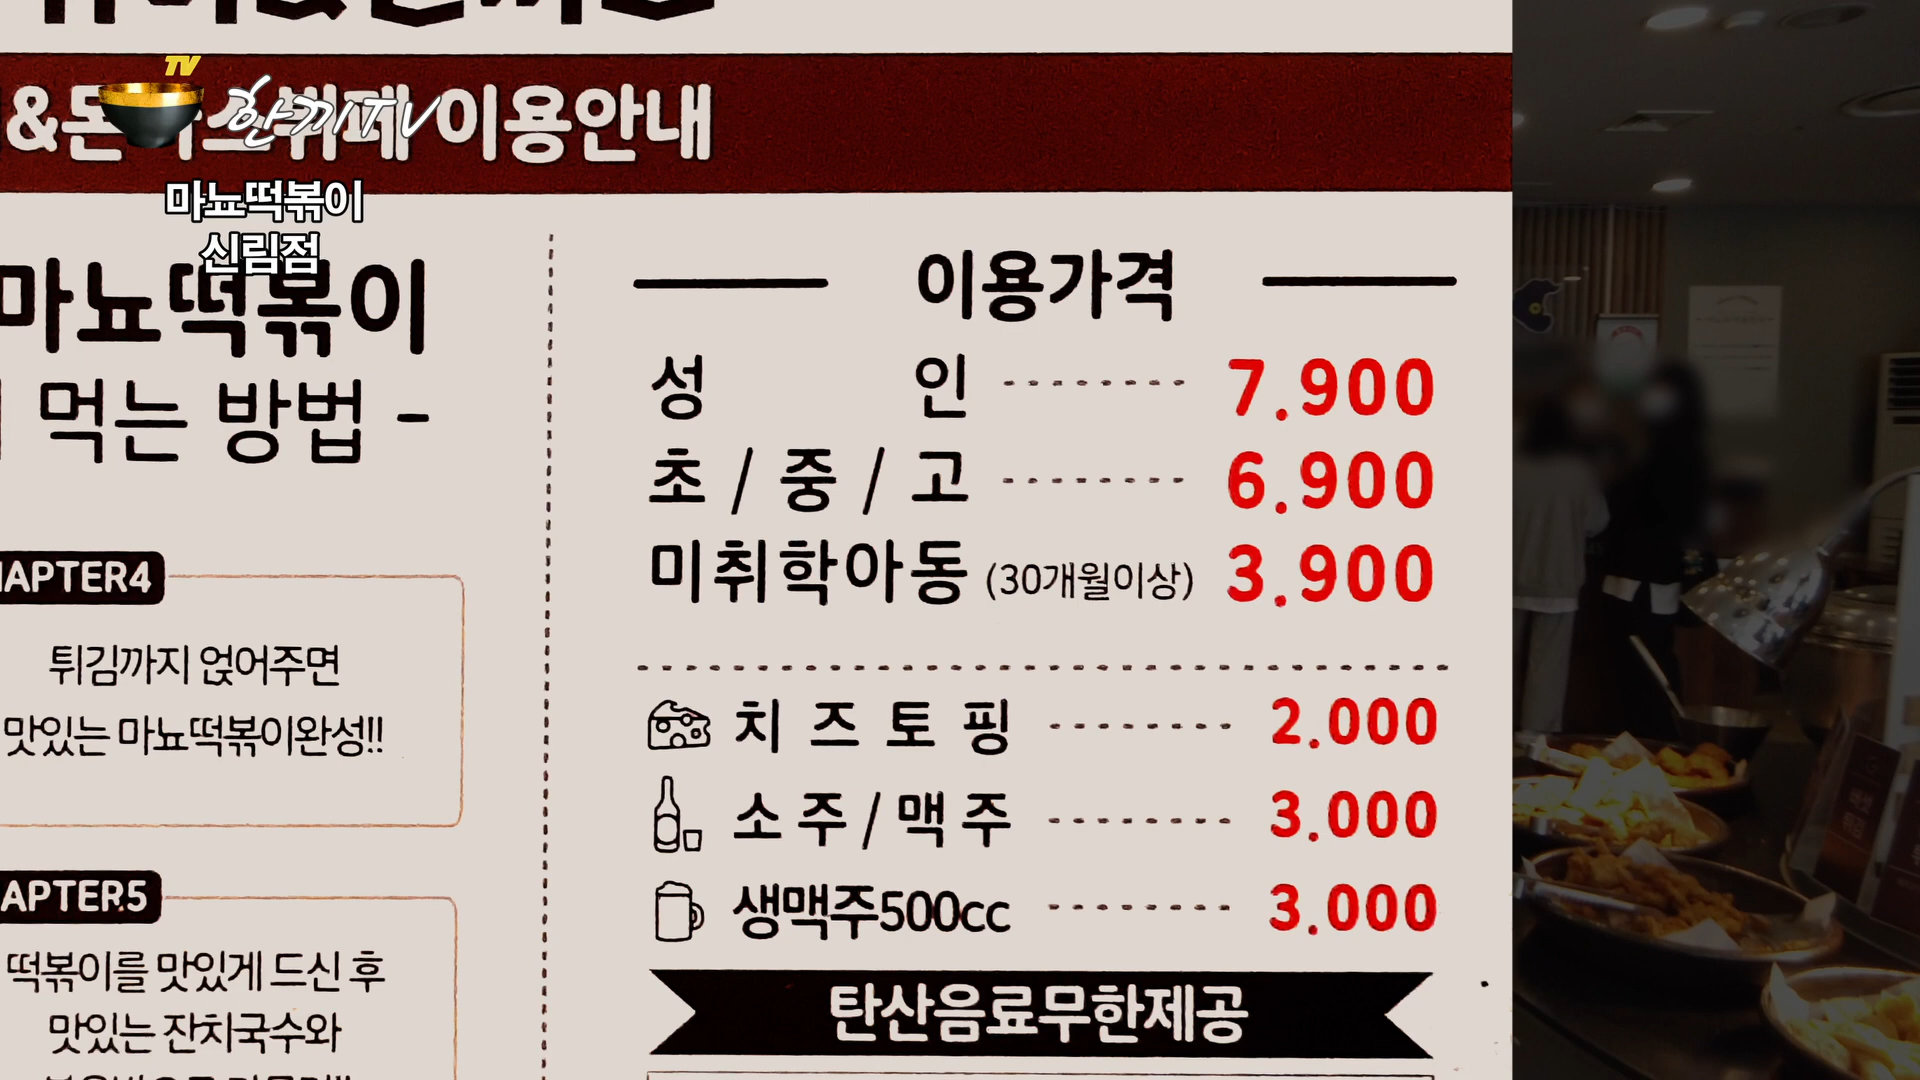 TV
한끼TV
&돈까스뷔페 이용안내
마뇨떡볶이
신림점
마뇨떡볶이
먹는 방법 -
이용가격
성 인 7.900
초 / 중 / 고 6.900
미취학아동 (30개월이상) 3.900
치즈토핑 2.000
소주/맥주 3.000
생맥주500cc 3.000
탄산음료무한제공
HAPTER4
튀김까지 얹어주면
맛있는 마뇨떡볶이완성!!
APTER5
떡볶이를 맛있게 드신 후
맛있는 잔치국수와